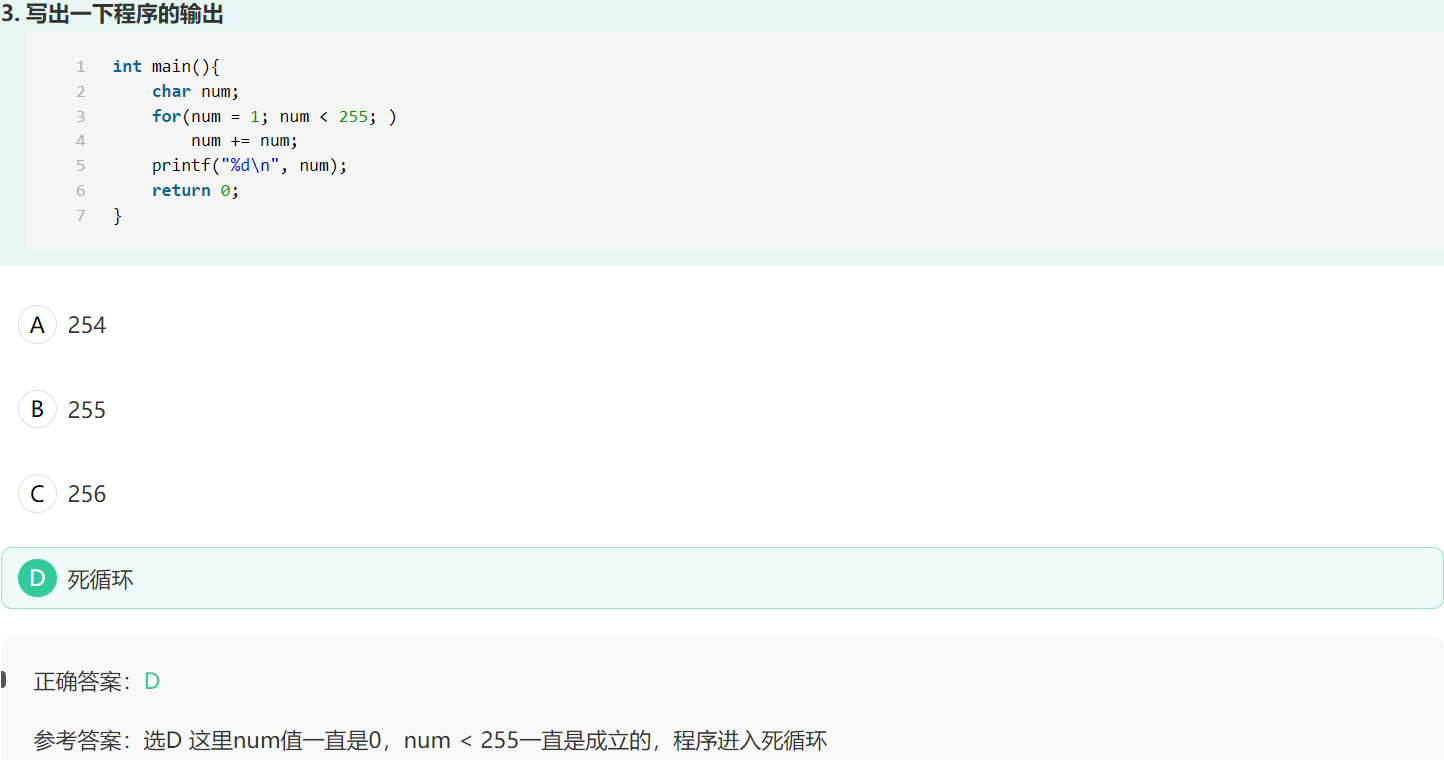 3. 写出一下程序的输出
1 int main(){
2 char num;
3 for(num = 1; num < 255; )
4 num += num;
5 printf("%d\n", num);
6 return 0;
7 }
A 254
B 255
C 256
D 死循环
正确答案：D
参考答案：选D 这里num值一直是0，num < 255一直是成立的，程序进入死循环